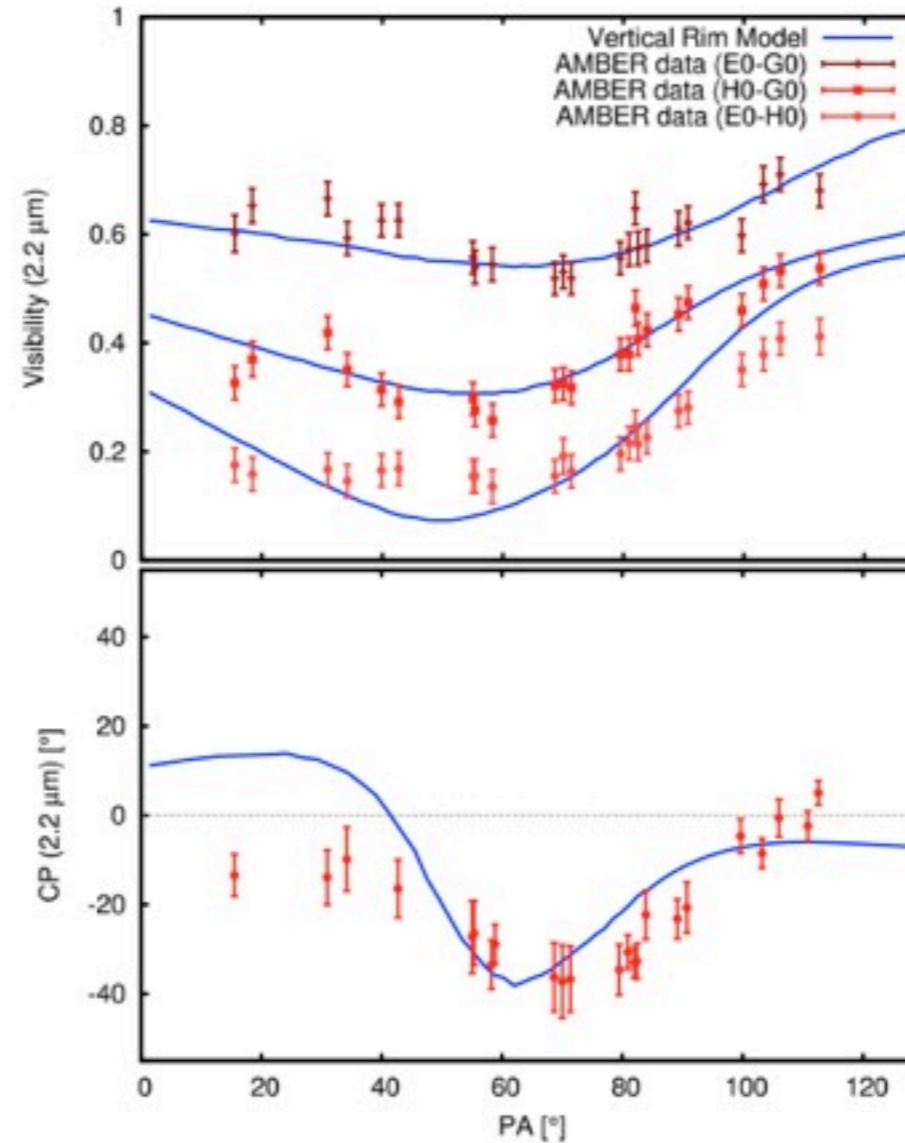 1
Vertical Rim Model
AMBER data (E0-G0)
AMBER data (H0-G0)
AMBER data (E0-H0)
0.8
0.6
0.4
0.2
0
Visibility (2.2 µm)
40
20
0
-20
-40
CP (2.2 µm) [°]
0 20 40 60 80 100 120
PA [°]